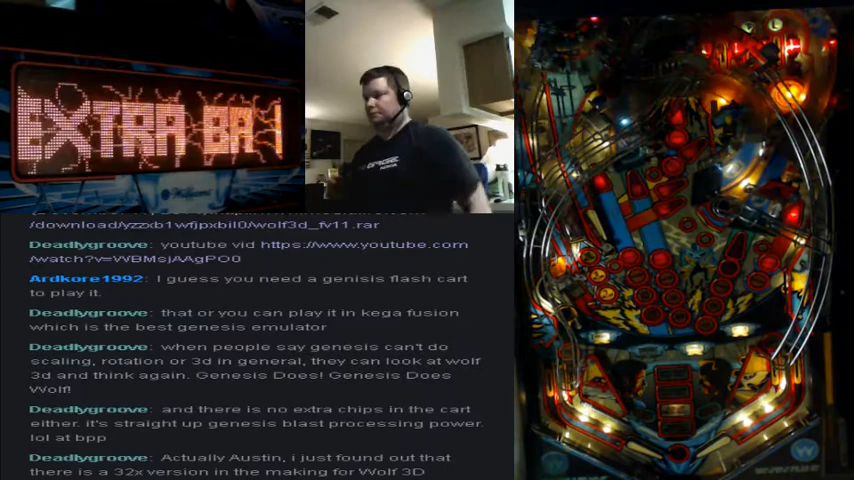 EXTRA BA
/download/yzzxb1wfjpxbil0/wolf3d_fv11.rar
Deadlygroove: youtube vid https://www.youtube.com
/watch?v=WBMsjAAgPO0
Ardkore1992: I guess you need a genisis flash cart
to play it.
Deadlygroove: that or you can play it in kega fusion
which is the best genesis emulator
Deadlygroove: when people say genesis can't do
scaling, rotation or 3d in general, they can look at wolf
3d and think again. Genesis Does! Genesis Does
Wolf!
Deadlygroove: and there is no extra chips in the cart
either. it's straight up genesis blast processing power.
lol at bpp
Deadlygroove: Actually Austin, i just found out that
there is a 32x version in the making for Wolf 3D